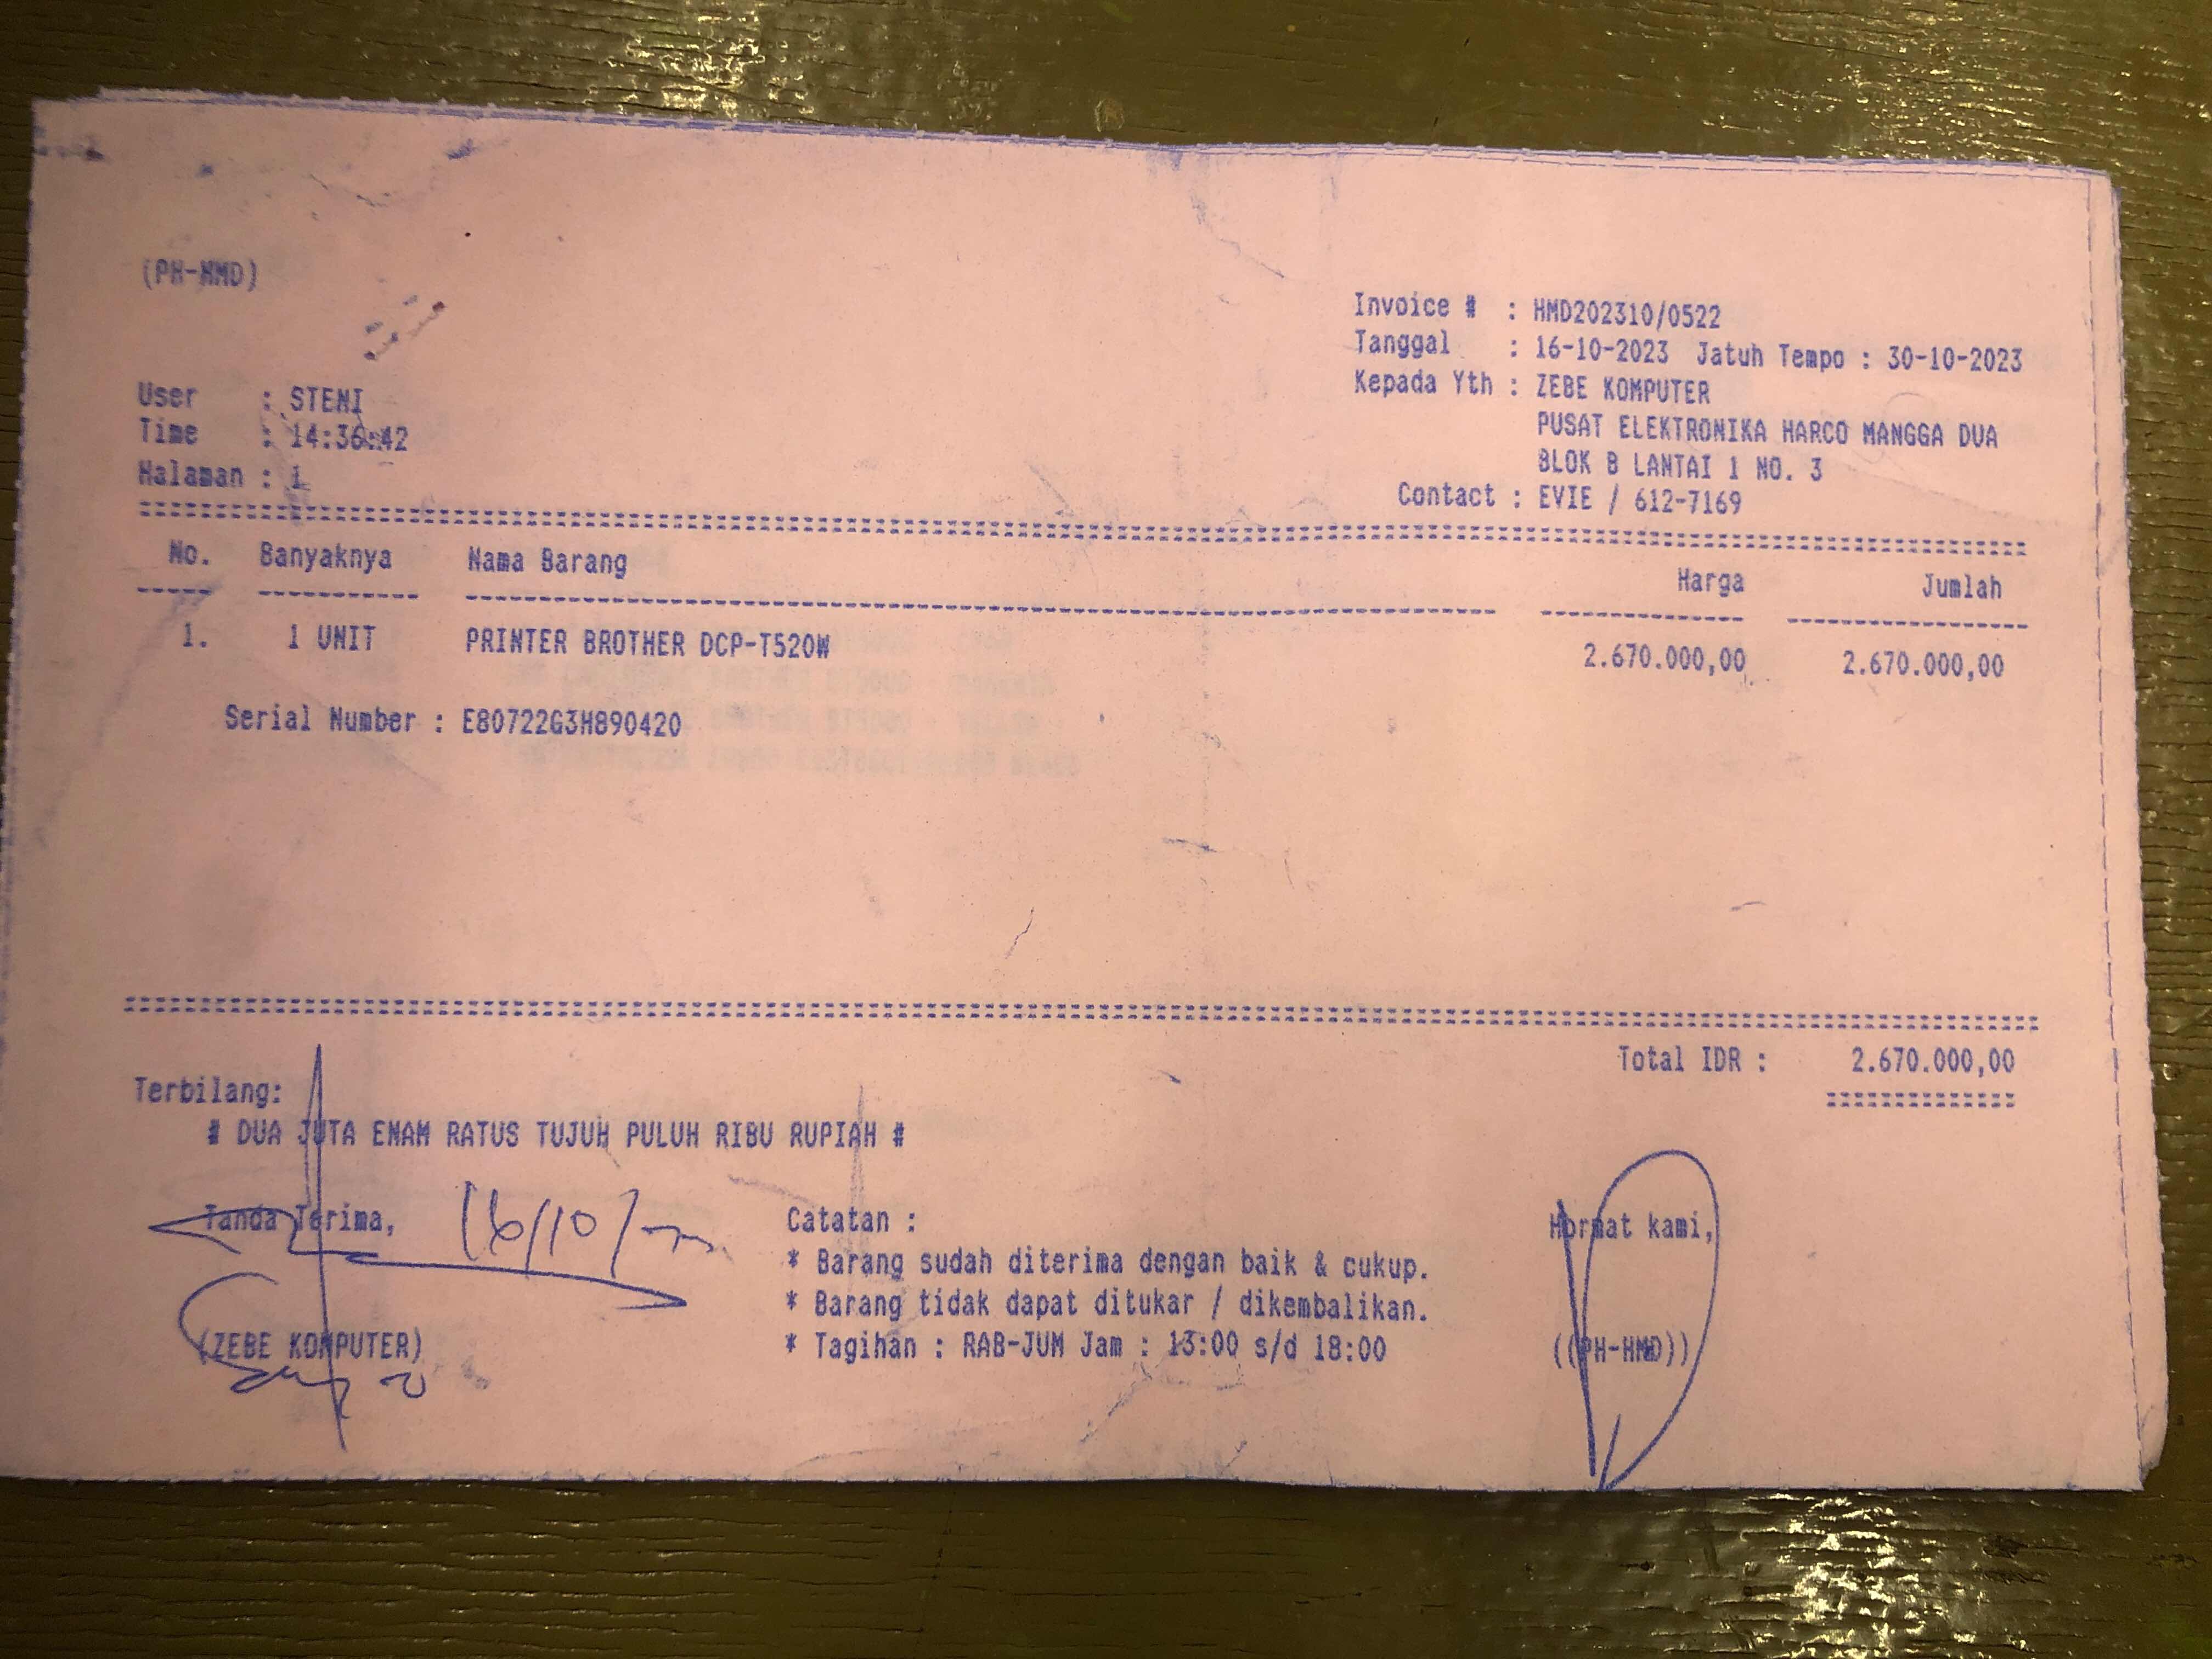 (PH-HMD)
Invoice # : HMD202310/0522
Tanggal : 16-10-2023 Jatuh Tempo : 30-10-2023
Kepada Yth : ZEBE KOMPUTER
PUSAT ELEKTRONIKA HARCO MANGGA DUA
BLOK B LANTAI 1 NO. 3
Contact : EVIE / 612-7169
User : STENI
Time : 14:36:42
Halaman : 1
No. Banyaknya Nama Barang Harga Jumlah
1. 1 UNIT PRINTER BROTHER DCP-T520W 2.670.000,00 2.670.000,00
Serial Number : E80722G3H890420
Total IDR : 2.670.000,00
Terbilang:
# DUA JUTA ENAM RATUS TUJUH PULUH RIBU RUPIAH #
Tanda Terima, 16/10/
(ZEBE KOMPUTER)
Catatan :
* Barang sudah diterima dengan baik & cukup.
* Barang tidak dapat ditukar / dikembalikan.
* Tagihan : RAB-JUM Jam : 13:00 s/d 18:00
Hormat kami,
((PH-HMD))